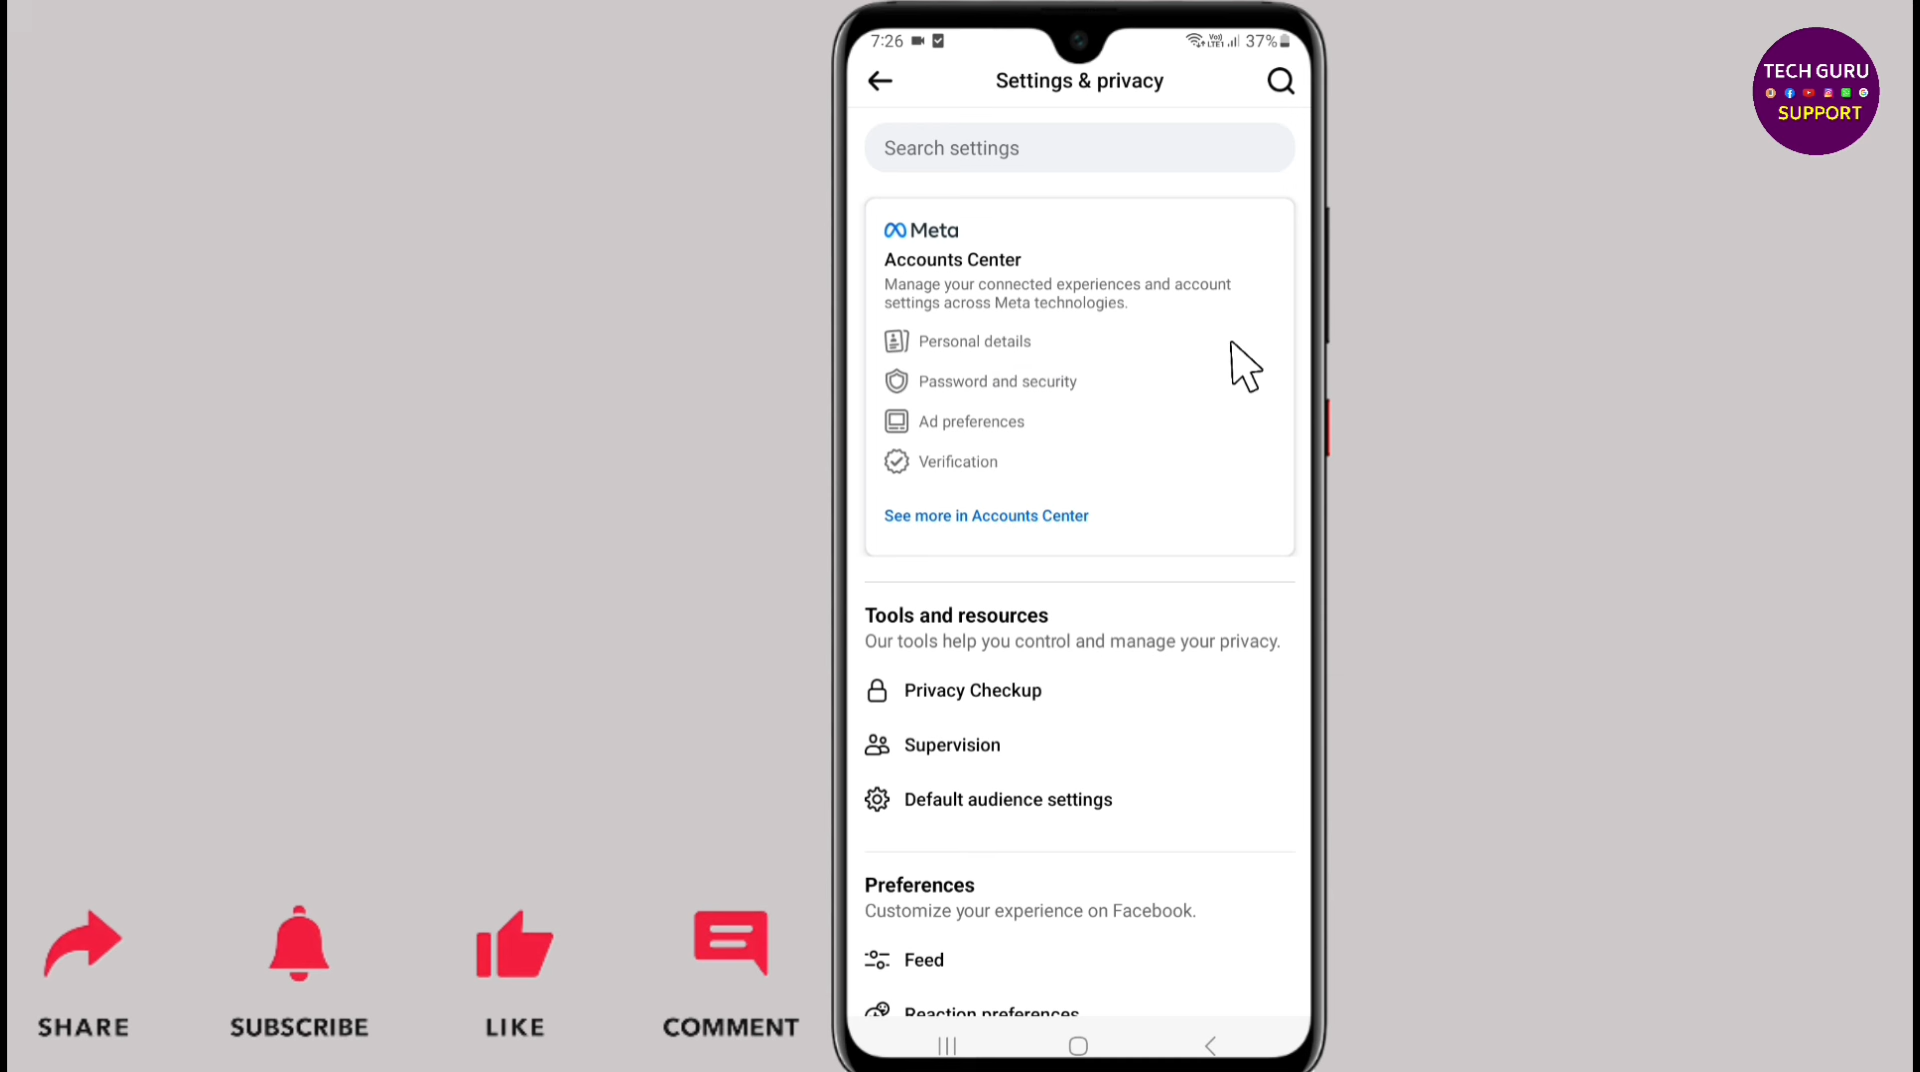 7:26
37%
Settings & privacy
TECH GURU
SUPPORT
Search settings
Meta
Accounts Center
Manage your connected experiences and account
settings across Meta technologies.
Personal details
Password and security
Ad preferences
Verification
See more in Accounts Center
Tools and resources
Our tools help you control and manage your privacy.
Privacy Checkup
Supervision
Default audience settings
Preferences
Customize your experience on Facebook.
Feed
Reaction preferences
SHARE
SUBSCRIBE
LIKE
COMMENT